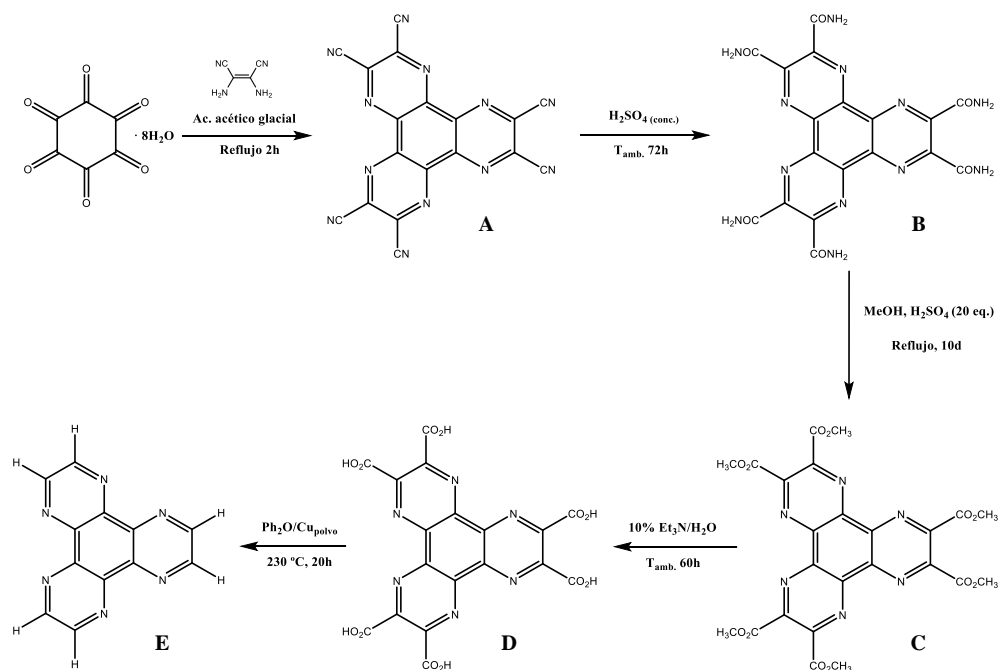 O
O
O
O
O
O
· 8H₂O
NC
CN
H₂N
NH₂
Ac. acético glacial
Reflujo 2h
CN
NC
N
N
N
CN
N
CN
N
NC
N
CN
A
H₂SO₄ (conc.)
Tamb. 72h
CONH₂
H₂NOC
N
N
N
CONH₂
N
CONH₂
N
H₂NOC
N
CONH₂
B
MeOH, H₂SO₄ (20 eq.)
Reflujo, 10d
CO₂CH₃
H₃CO₂C
N
N
N
CO₂CH₃
N
CO₂CH₃
N
H₃CO₂C
N
CO₂CH₃
C
10% Et₃N/H₂O
Tamb. 60h
CO₂H
HO₂C
N
N
N
CO₂H
N
CO₂H
N
HO₂C
N
CO₂H
D
Ph₂O/Cupolvo
230 ºC, 20h
H
H
N
N
N
H
N
H
N
H
N
H
E